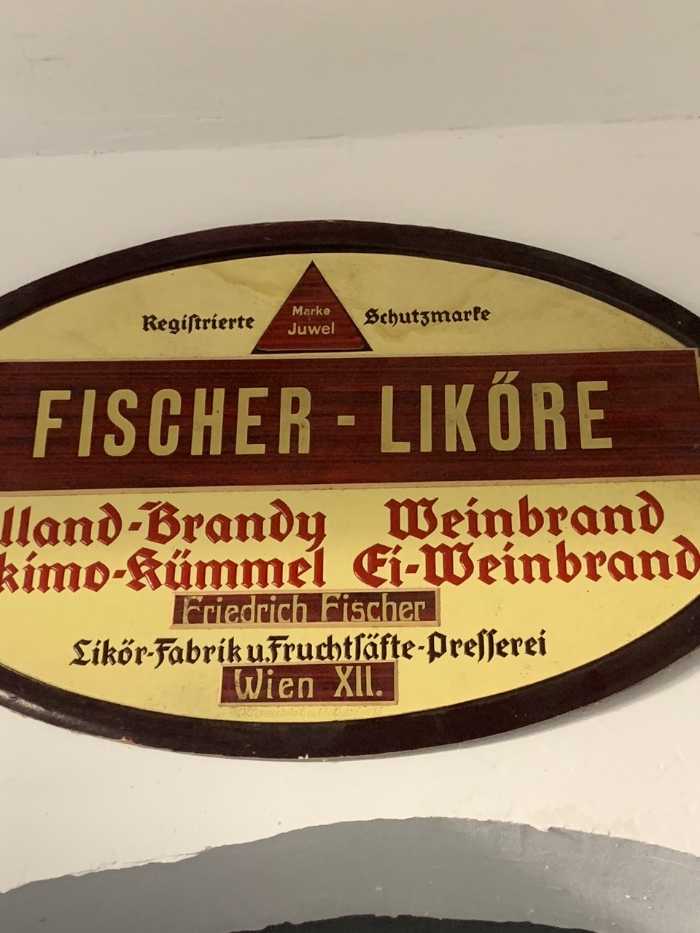 Marke
Juwel
Regiſtrierte Schutzmarke
FISCHER - LIKÖRE
lland-Brandy Weinbrand
kimo-Kümmel Ei-Weinbrand
Friedrich Fischer
Likör-Fabrik u. Fruchtſäfte-Preſſerei
Wien XII.